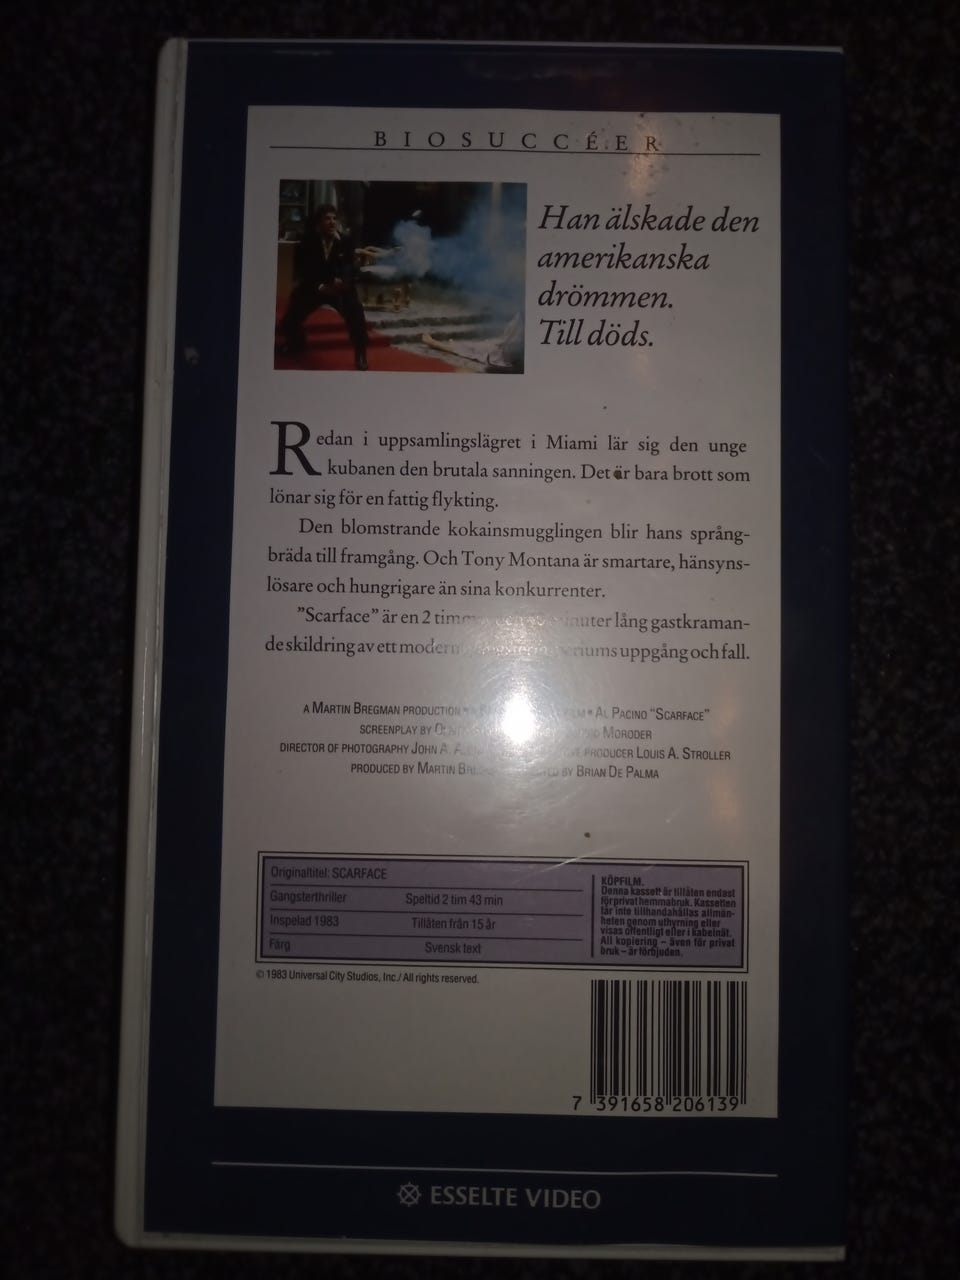 BIOSUCCÉER
Han älskade den
amerikanska
drömmen.
Till döds.
Redan i uppsamlingslägret i Miami lär sig den unge
kubanen den brutala sanningen. Det är bara brott som
lönar sig för en fattig flykting.
Den blomstrande kokainsmugglingen blir hans språng-
bräda till framgång. Och Tony Montana är smartare, hänsyns-
lösare och hungrigare än sina konkurrenter.
"Scarface" är en 2 lång gastkraman-
de skildring av ett uppgång och fall.
A MARTIN BREGMAN PRODUCTION AL PACINO "SCARFACE"
SCREENPLAY BY MORODER
DIRECTOR OF PHOTOGRAPHY JOHN A. PRODUCER LOUIS A. STROLLER
PRODUCED BY MARTIN BY BRIAN DE PALMA
Originaltitel: SCARFACE
Gangsterthriller Speltid 2 tim 43 min
Inspelad 1983 Tillåten från 15 år
Färg Svensk text
KÖPFILM.
Denna kassett är tillåten endast
för privat hemmabruk. Kassetten
får inte tillhandahållas allmän-
heten genom uthyrning eller
visas offentligt eller i kabelnät.
All kopiering – även för privat
bruk – är förbjuden.
© 1983 Universal City Studios, Inc./All rights reserved.
7 391658 206139
ESSELTE VIDEO